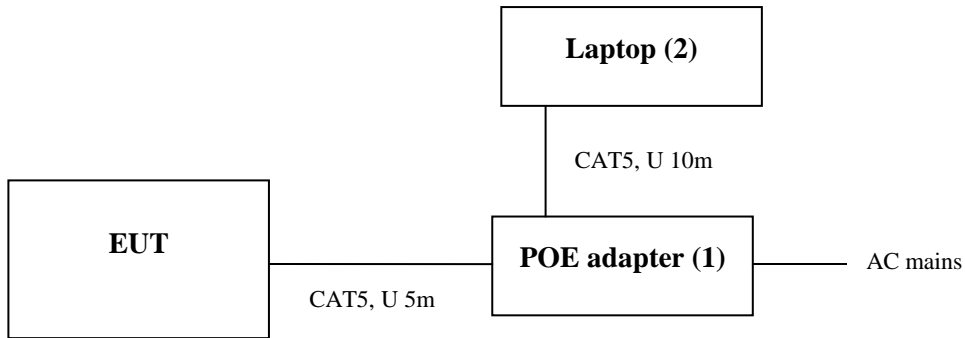 Laptop (2)
CAT5, U 10m
EUT
POE adapter (1)
AC mains
CAT5, U 5m